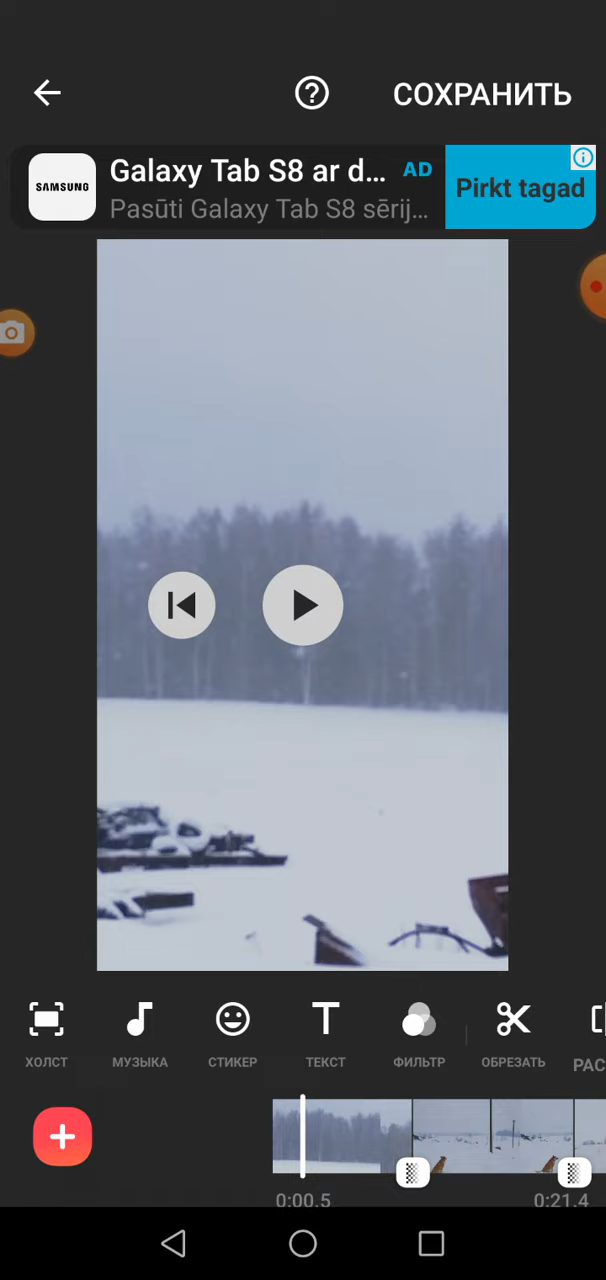 СОХРАНИТЬ
SAMSUNG
Galaxy Tab S8 ar d... AD
Pasūti Galaxy Tab S8 sērij...
Pirkt tagad
ХОЛСТ МУЗЫКА СТИКЕР ТЕКСТ ФИЛЬТР ОБРЕЗАТЬ РАС
0:00.5 0:21.4